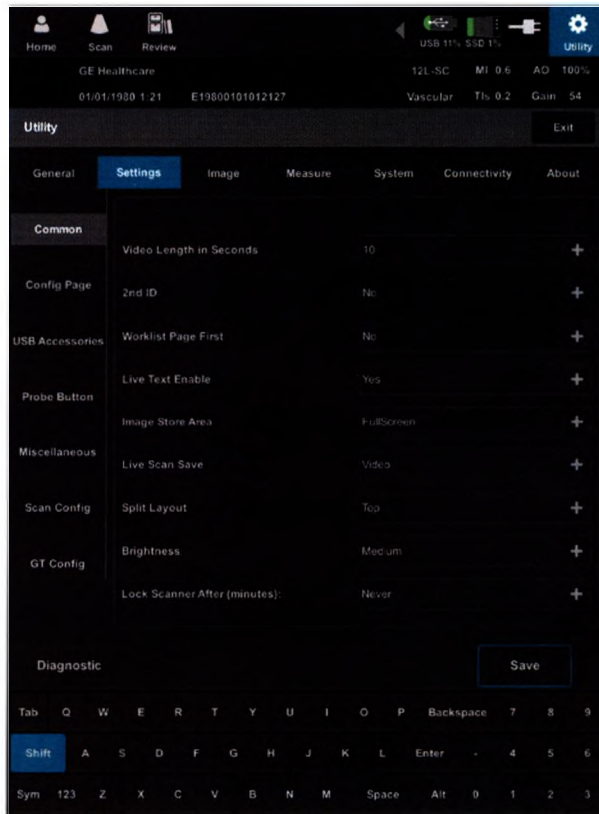 Home Scan Review USB 11% SSD 1% Utility
GE Healthcare 12L-SC MI 0.6 AO 100%
01/01/1980 1:21 E19800101012127 Vascular TIs 0.2 Gain 54
Utility Exit
General Settings Image Measure System Connectivity About
Common
Video Length in Seconds 10
Config Page
2nd ID No
USB Accessories
Worklist Page First No
Live Text Enable Yes
Probe Button
Image Store Area FullScreen
Miscellaneous
Live Scan Save Video
Scan Config
Split Layout Top
Brightness Medium
GT Config
Lock Scanner After (minutes): Never
Diagnostic Save
Tab Q W E R T Y U I O P Backspace 7 8 9
Shift A S D F G H J K L Enter - 4 5 6
Sym 123 Z X C V B N M Space Alt 0 1 2 3